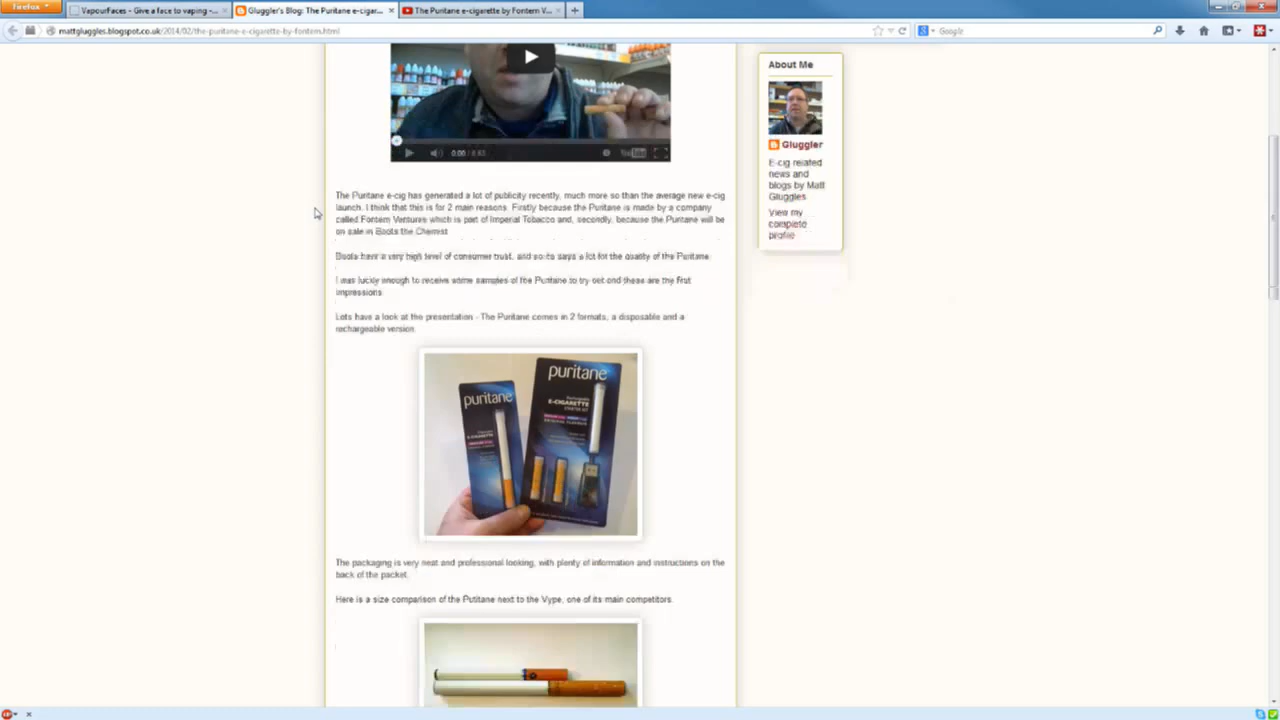 Firefox
VapourFaces - Give a face to vaping -...
Gluggler's Blog: The Puritane e-cigar...
The Puritane e-cigarette by Fontem V...
mattgluggles.blogspot.co.uk/2014/02/the-puritane-e-cigarette-by-fontem.html
Google
0:00
YouTube
The Puritane e-cig has generated a lot of publicity recently, much more so than the average new e-cig
launch. I think that this is for 2 main reasons. Firstly because the Puritane is made by a company
called Fontem Ventures which is part of Imperial Tobacco and, secondly, because the Puritane will be
on sale in Boots the Chemist
Boots have a very high level of consumer trust, and so its says a lot for the quality of the Puritane
I was lucky enough to receive some samples of the Puritane to try out and these are my first
impressions
Lets have a look at the presentation - The Puritane comes in 2 formats, a disposable and a
rechargeable version.
puritane
E-CIGARETTE
puritane
Rechargeable
E-CIGARETTE
STARTER KIT
The packaging is very neat and professional looking, with plenty of information and instructions on the
back of the packet.
Here is a size comparison of the Putitane next to the Vype, one of its main competitors.
About Me
Gluggler
E-cig related
news and
blogs by Matt
Gluggles
View my
complete
profile